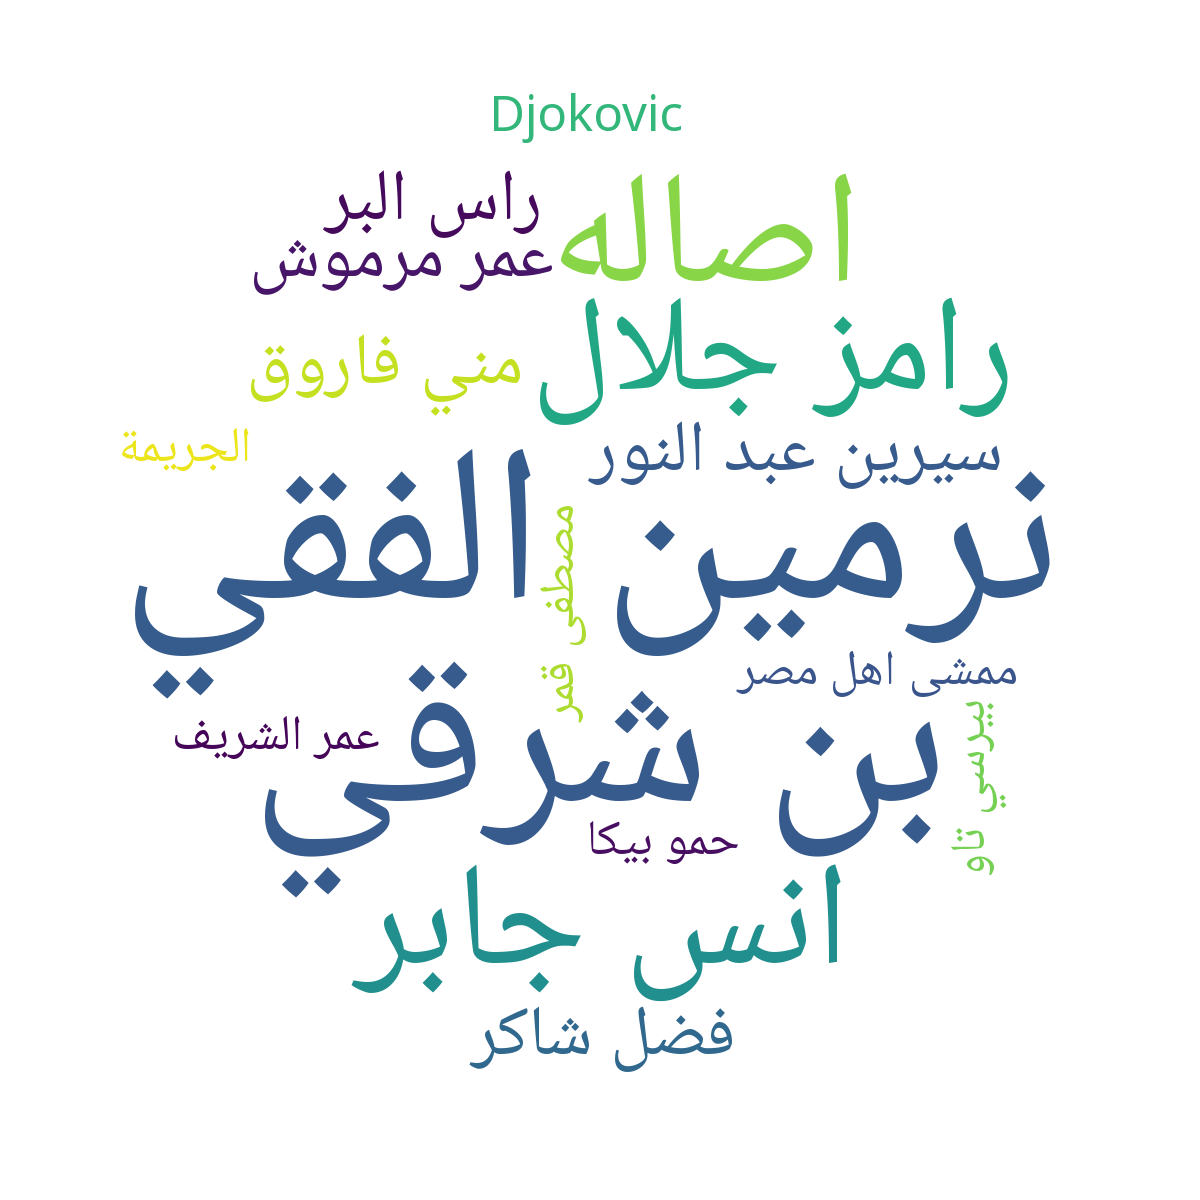 Djokovic
اصاله
راس البر
عمر مرموش
رامز جلال
مني فاروق
سيرين عبد النور
الجريمة
نرمين الفقي
مصطفى قمر
ممشى اهل مصر
بن شرقي
عمر الشريف
بيرسي تاو
حمو بيكا
انس جابر
فضل شاكر